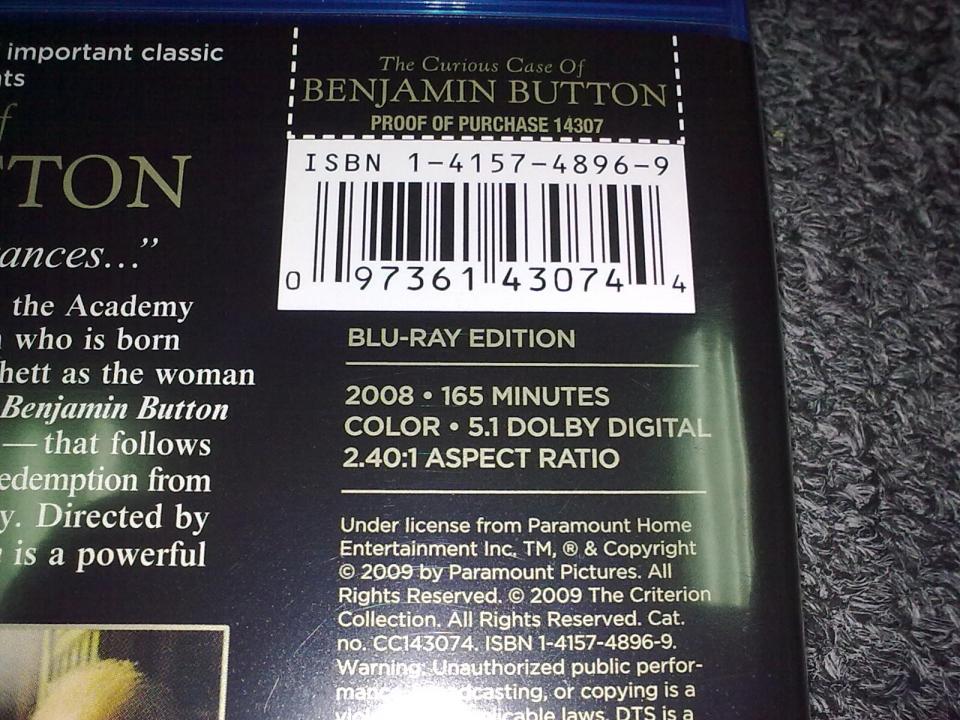 important classic
nts
The Curious Case Of
BENJAMIN BUTTON
PROOF OF PURCHASE 14307
ISBN 1-4157-4896-9
0 97361 43074 4
f
TTON
ances...”
the Academy
who is born
hett as the woman
Benjamin Button
— that follows
edemption from
y. Directed by
is a powerful
BLU-RAY EDITION
2008 • 165 MINUTES
COLOR • 5.1 DOLBY DIGITAL
2.40:1 ASPECT RATIO
Under license from Paramount Home
Entertainment Inc. TM, ® & Copyright
© 2009 by Paramount Pictures. All
Rights Reserved. © 2009 The Criterion
Collection. All Rights Reserved. Cat.
no. CC143074. ISBN 1-4157-4896-9.
Warning: Unauthorized public perfor-
dcasting, or copying is a
laws. DTS is a